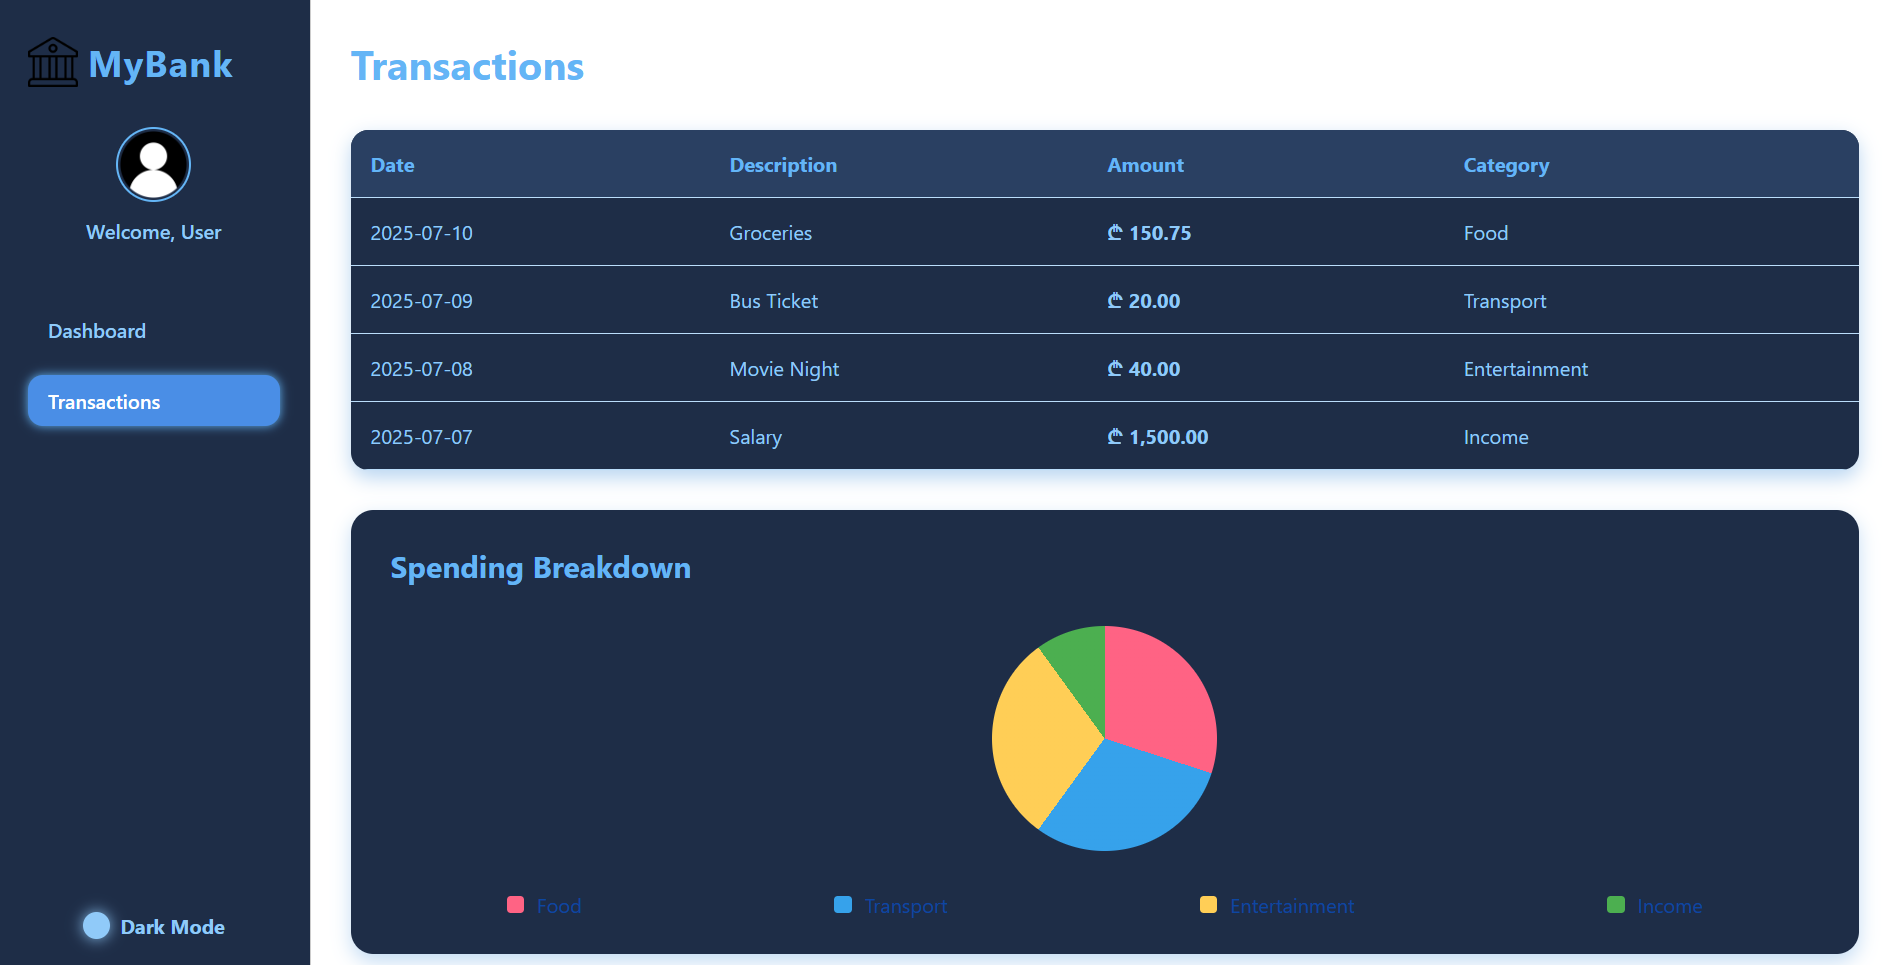 MyBank
Welcome, User
Dashboard
Transactions
Dark Mode
Transactions
Date Description Amount Category
2025-07-10 Groceries ₾ 150.75 Food
2025-07-09 Bus Ticket ₾ 20.00 Transport
2025-07-08 Movie Night ₾ 40.00 Entertainment
2025-07-07 Salary ₾ 1,500.00 Income
Spending Breakdown
Food Transport Entertainment Income